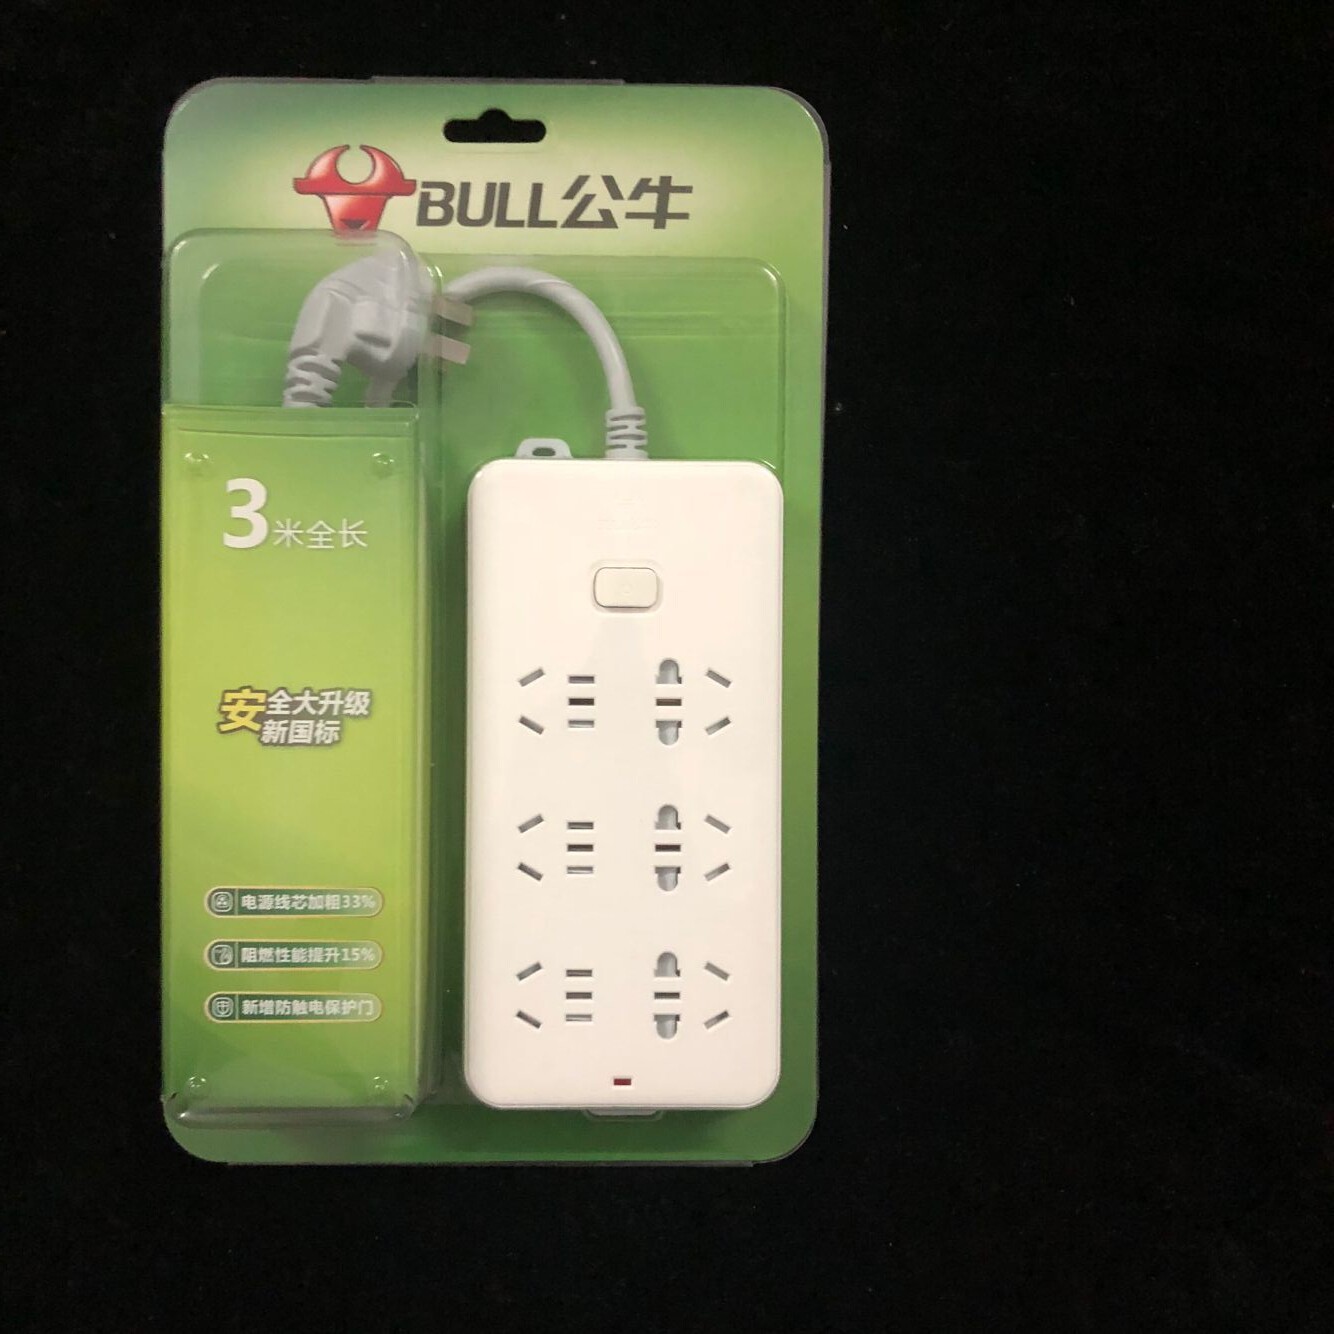 BULL公牛
3米全长
安全大升级
新国标
电源线芯加粗33%
阻燃性能提升15%
新增防触电保护门